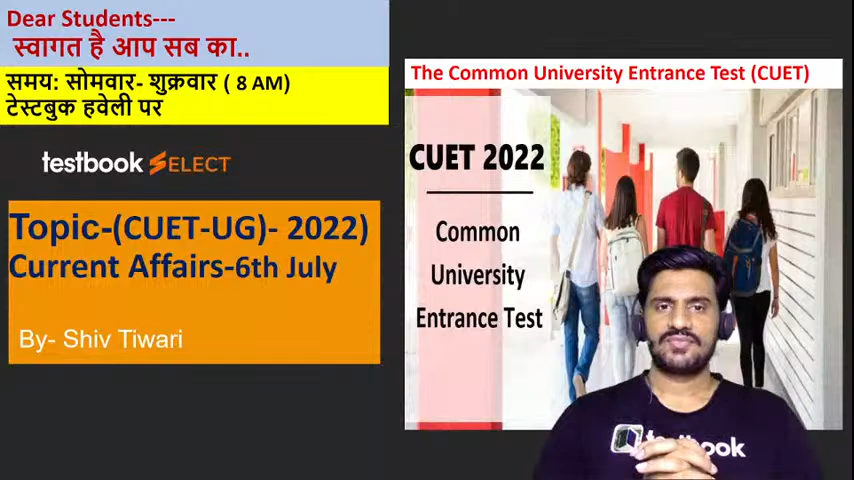 Dear Students---
स्वागत है आप सब का..
समय: सोमवार- शुक्रवार ( 8 AM)
टेस्टबुक हवेली पर
testbook SELECT
Topic-(CUET-UG)- 2022)
Current Affairs-6th July
By- Shiv Tiwari
The Common University Entrance Test (CUET)
CUET 2022
Common
University
Entrance Test
testbook